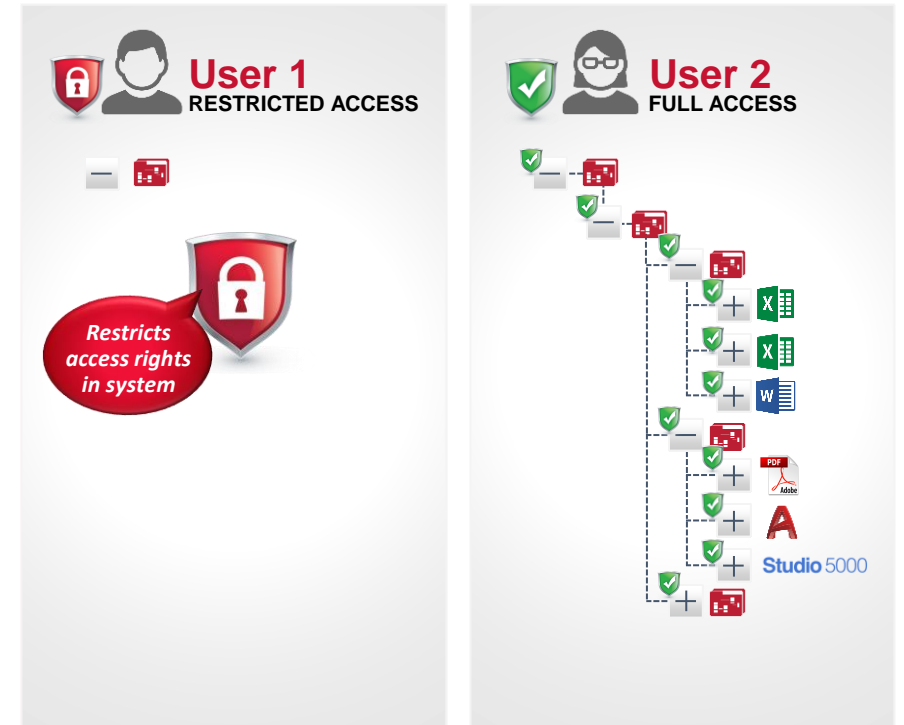 User 1
RESTRICTED ACCESS
Restricts
access rights
in system
User 2
FULL ACCESS
X
X
W
PDF
Adobe
Studio 5000